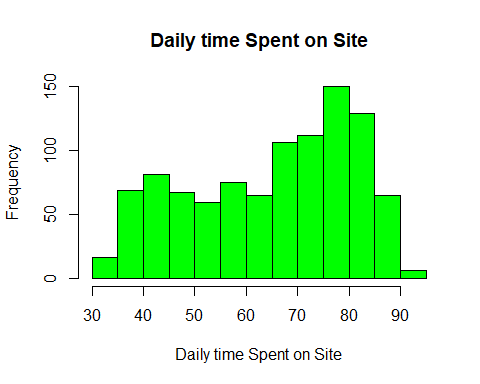 Daily time Spent on Site
Frequency
150
100
50
0
30 40 50 60 70 80 90
Daily time Spent on Site